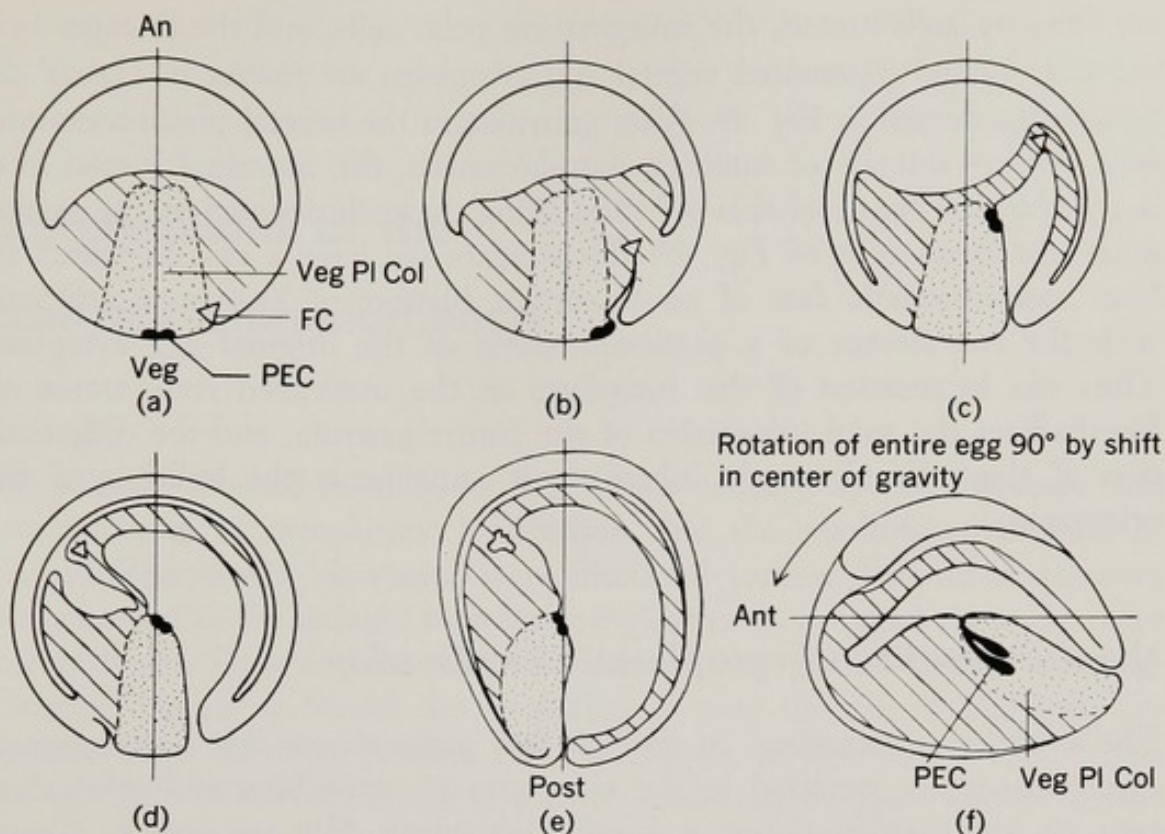 An
Veg Pl Col
FC
Veg
PEC
(a)
(b)
(c)
Rotation of entire egg 90° by shift
in center of gravity
Ant
Post
PEC
Veg Pl Col
(d)
(e)
(f)